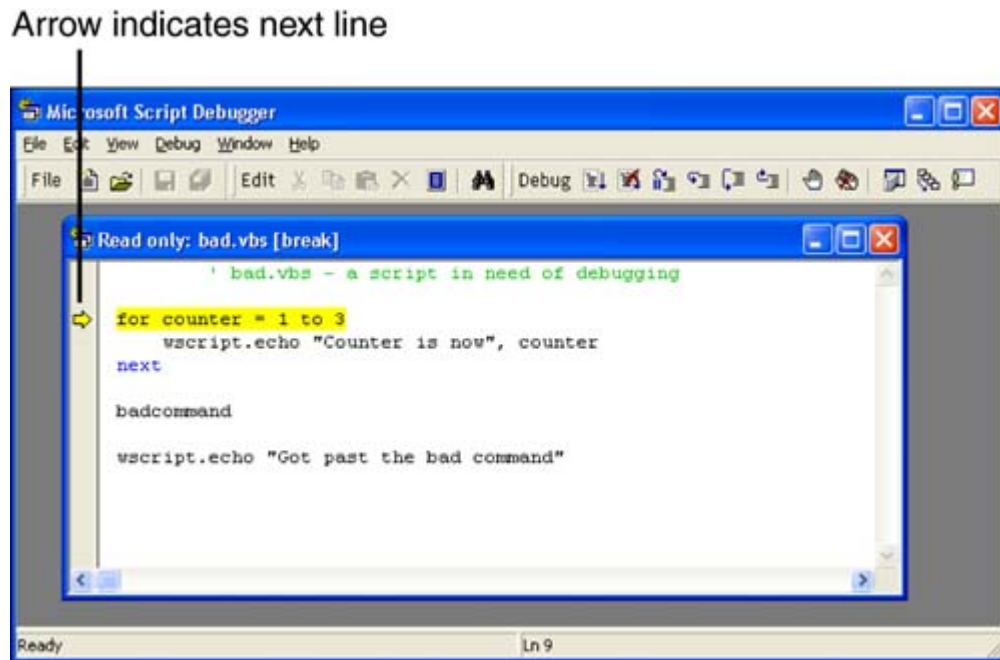 Arrow indicates next line
Microsoft Script Debugger
File Edit View Debug Window Help
File Edit Debug
Read only: bad.vbs [break]
' bad.vbs - a script in need of debugging
for counter = 1 to 3
wscript.echo "Counter is now", counter
next
badcommand
wscript.echo "Got past the bad command"
Ready Ln 9